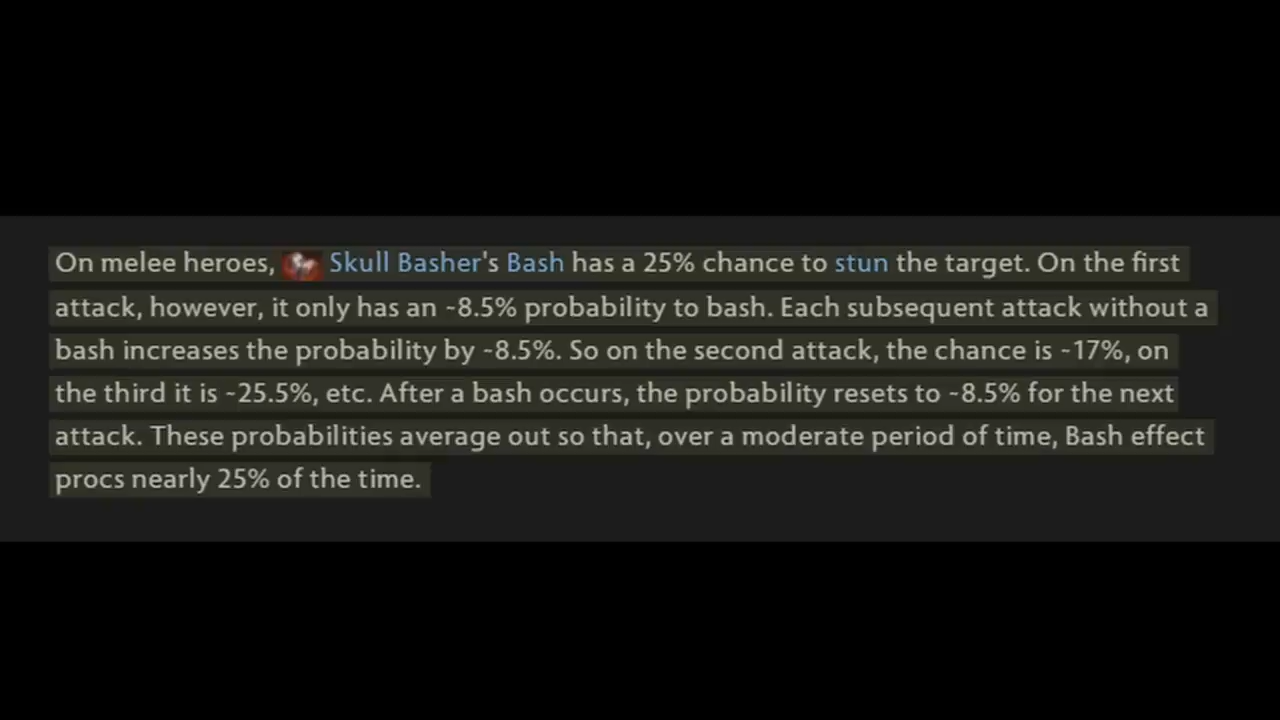 On melee heroes, Skull Basher's Bash has a 25% chance to stun the target. On the first
attack, however, it only has an ~8.5% probability to bash. Each subsequent attack without a
bash increases the probability by ~8.5%. So on the second attack, the chance is ~17%, on
the third it is ~25.5%, etc. After a bash occurs, the probability resets to ~8.5% for the next
attack. These probabilities average out so that, over a moderate period of time, Bash effect
procs nearly 25% of the time.